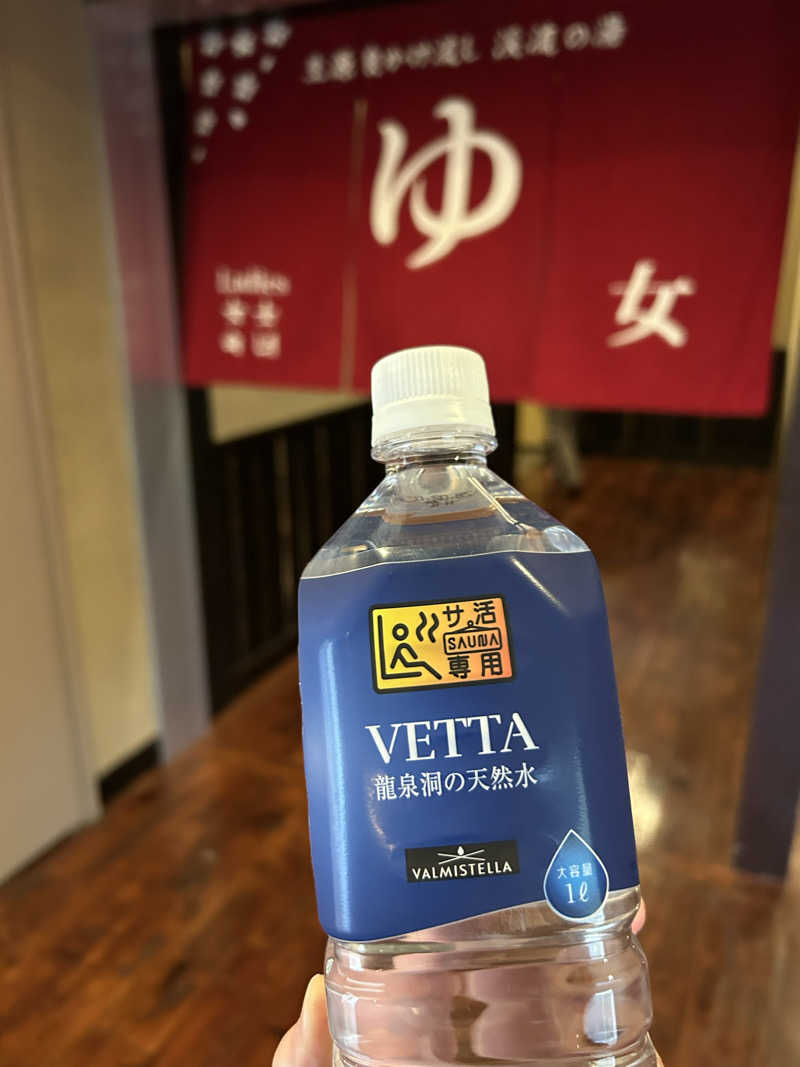 ゆ
Ladies
女
サ活
SAUNA
専用
VETTA
龍泉洞の天然水
VALMISTELLA
大容量
1ℓ